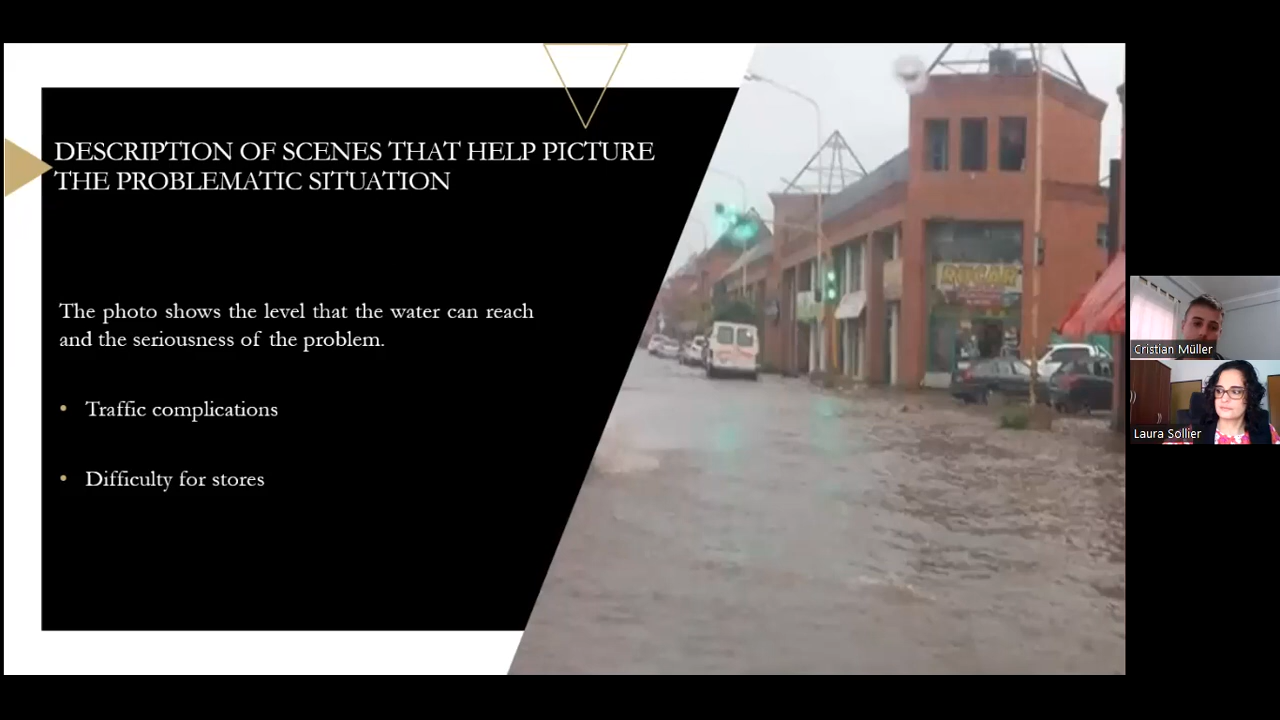 DESCRIPTION OF SCENES THAT HELP PICTURE
THE PROBLEMATIC SITUATION
The photo shows the level that the water can reach
and the seriousness of the problem.
• Traffic complications
• Difficulty for stores
Cristian Müller
Laura Sollier